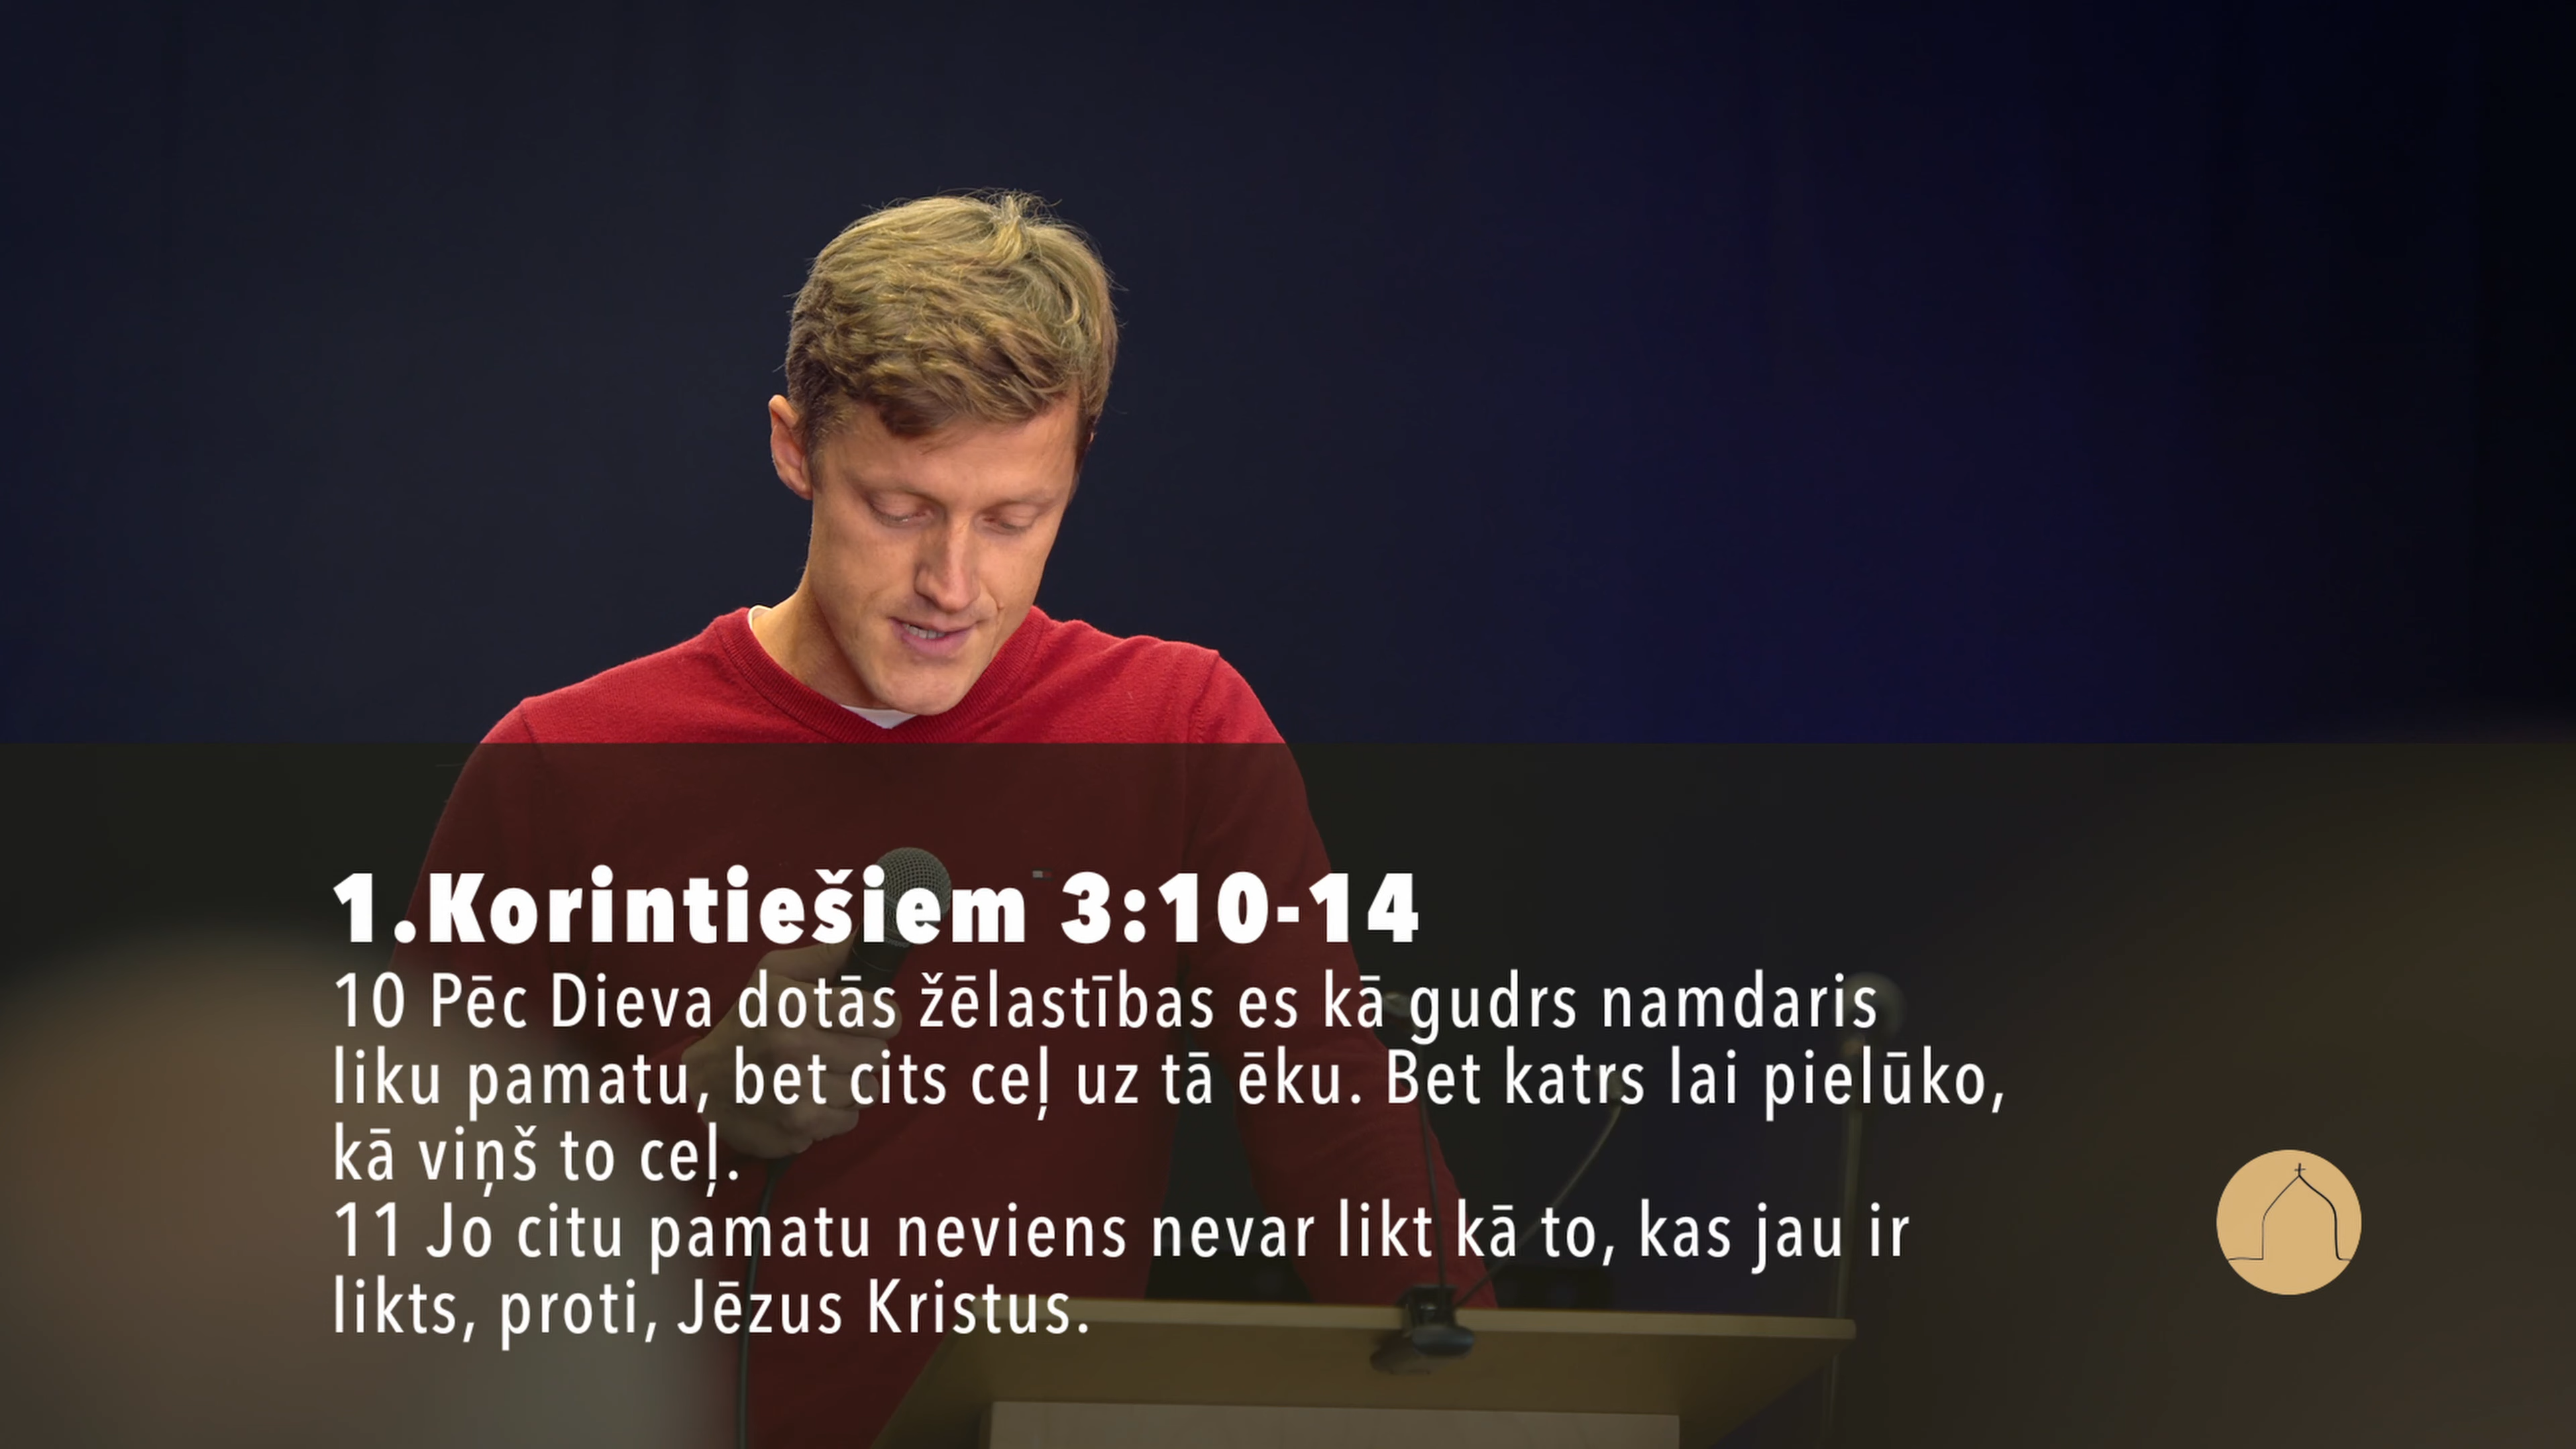 1.Korintiešiem 3:10-14
10 Pēc Dieva dotās žēlastības es kā gudrs namdaris
liku pamatu, bet cits ceļ uz tā ēku. Bet katrs lai pielūko,
kā viņš to ceļ.
11 Jo citu pamatu neviens nevar likt kā to, kas jau ir
likts, proti, Jēzus Kristus.